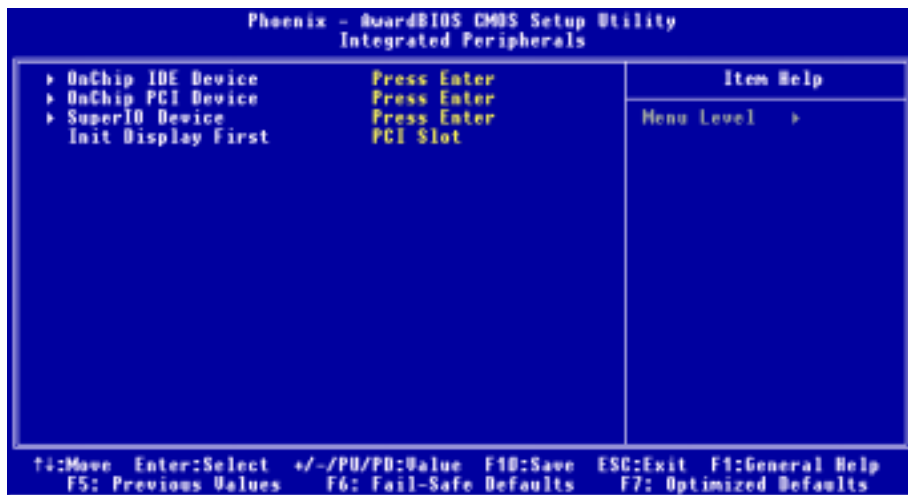 Phoenix - AwardBIOS CMOS Setup Utility
Integrated Peripherals
▸ OnChip IDE Device Press Enter
▸ OnChip PCI Device Press Enter
▸ SuperIO Device Press Enter
Init Display First PCI Slot
Item Help
Menu Level ▸
↑↓:Move Enter:Select +/-/PU/PD:Value F10:Save ESC:Exit F1:General Help
F5: Previous Values F6: Fail-Safe Defaults F7: Optimized Defaults